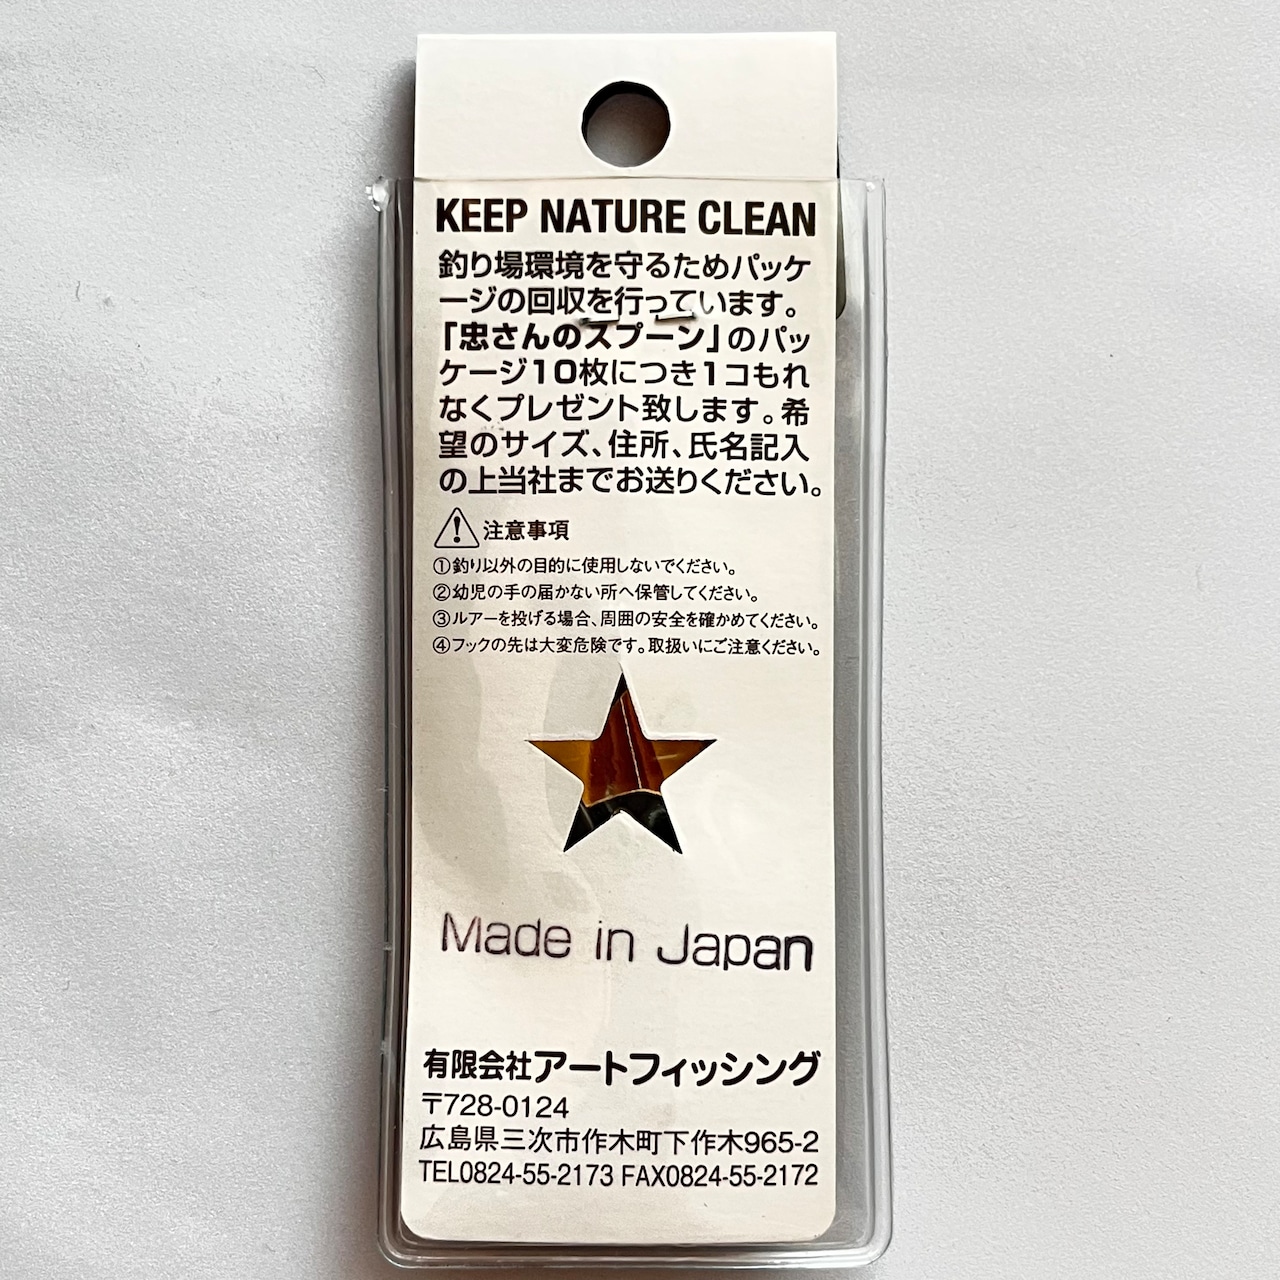 KEEP NATURE CLEAN
釣り場環境を守るためパッケ
ージの回収を行っています。
「忠さんのスプーン」のパッ
ケージ10枚につき1コもれ
なくプレゼント致します。希
望のサイズ、住所、氏名記入
の上当社までお送りください。
注意事項
①釣り以外の目的に使用しないでください。
②幼児の手の届かない所へ保管してください。
③ルアーを投げる場合、周囲の安全を確かめてください。
④フックの先は大変危険です。取扱いにご注意ください。
Made in Japan
有限会社アートフィッシング
〒728-0124
広島県三次市作木町下作木965-2
TEL0824-55-2173 FAX0824-55-2172